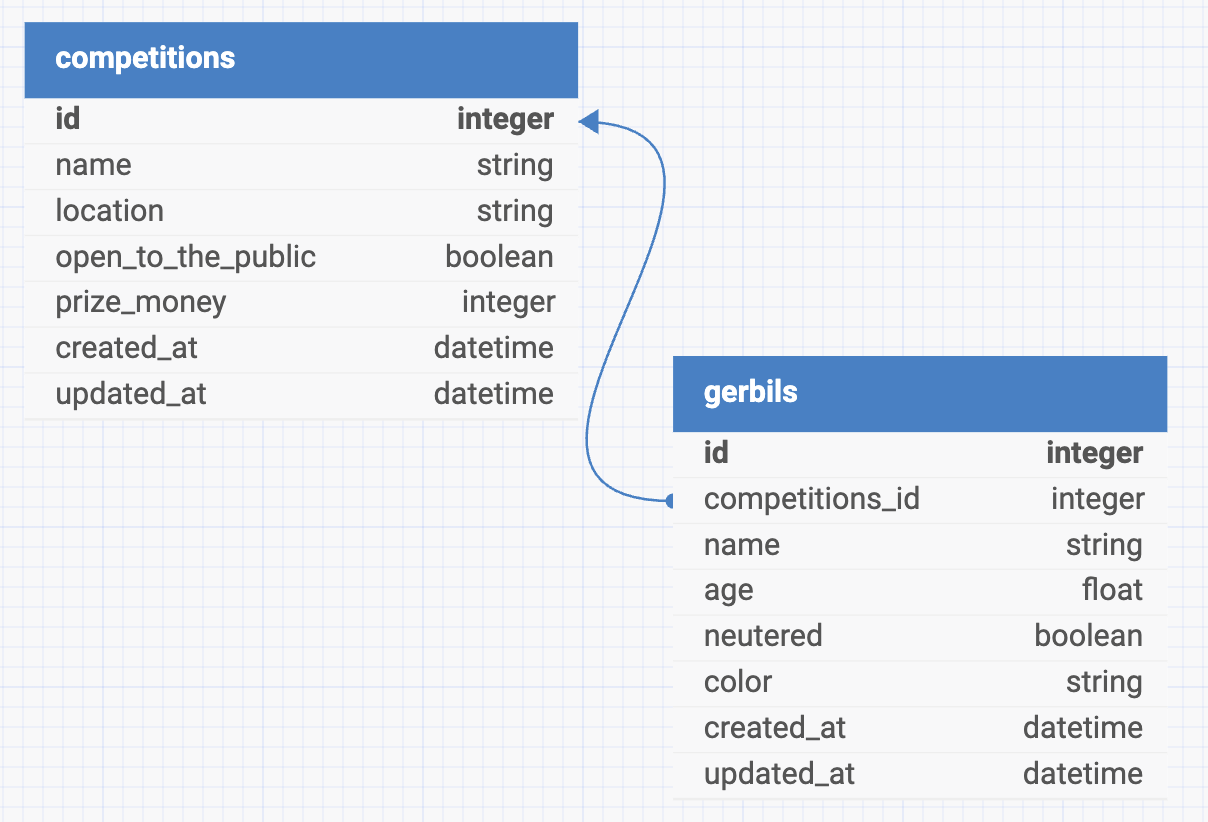 competitions
id integer
name string
location string
open_to_the_public boolean
prize_money integer
created_at datetime
updated_at datetime
gerbils
id integer
competitions_id integer
name string
age float
neutered boolean
color string
created_at datetime
updated_at datetime